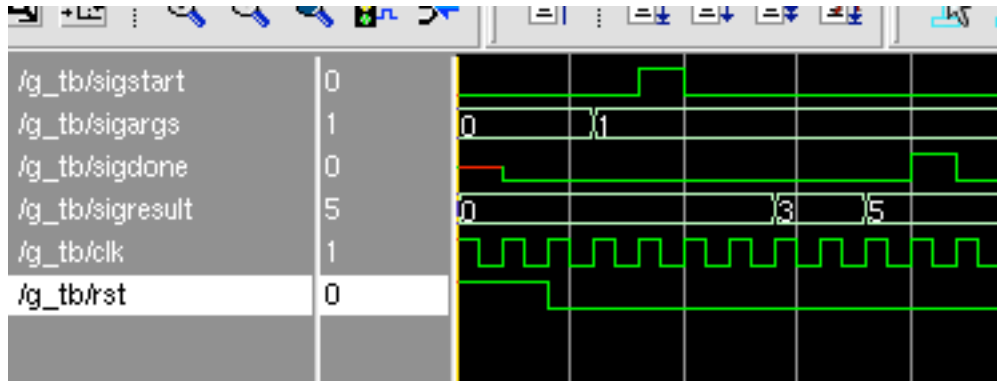 /g_tb/sigstart 0
/g_tb/sigargs 1 0 1
/g_tb/sigdone 0
/g_tb/sigresult 5 0 3 5
/g_tb/clk 1
/g_tb/rst 0